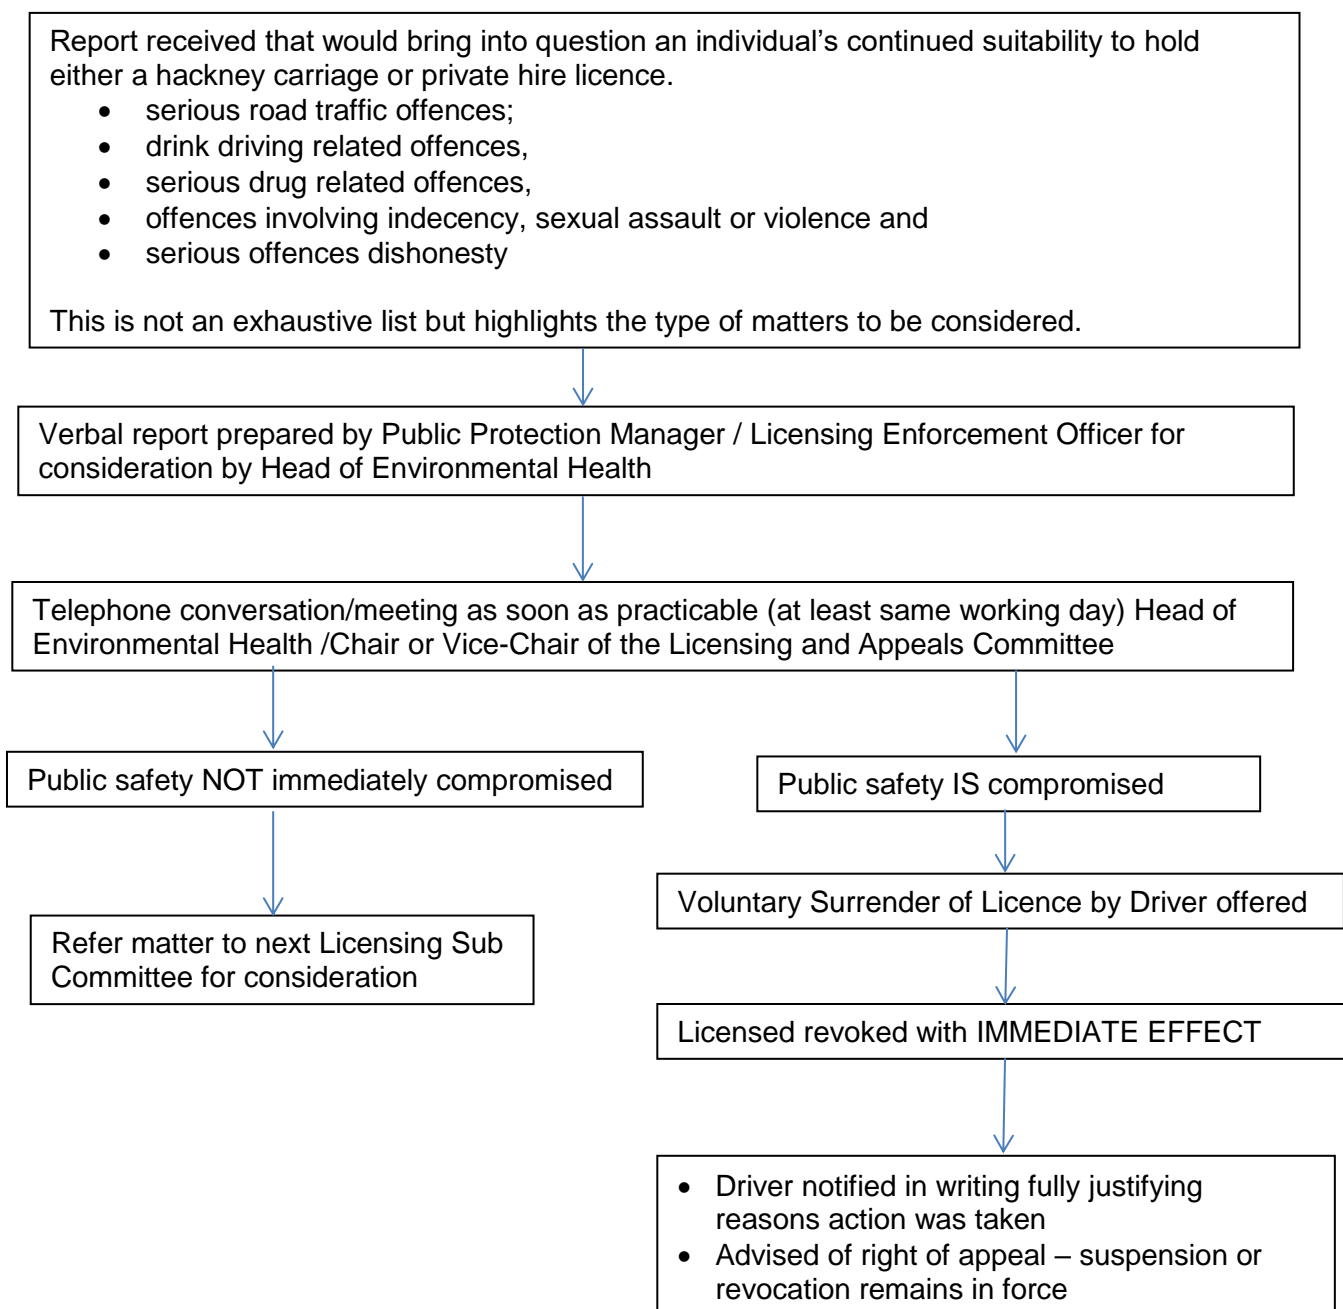 Report received that would bring into question an individual’s continued suitability to hold
either a hackney carriage or private hire licence.
• serious road traffic offences;
• drink driving related offences,
• serious drug related offences,
• offences involving indecency, sexual assault or violence and
• serious offences dishonesty
This is not an exhaustive list but highlights the type of matters to be considered.
Verbal report prepared by Public Protection Manager / Licensing Enforcement Officer for
consideration by Head of Environmental Health
Telephone conversation/meeting as soon as practicable (at least same working day) Head of
Environmental Health /Chair or Vice-Chair of the Licensing and Appeals Committee
Public safety NOT immediately compromised
Refer matter to next Licensing Sub
Committee for consideration
Public safety IS compromised
Voluntary Surrender of Licence by Driver offered
Licensed revoked with IMMEDIATE EFFECT
• Driver notified in writing fully justifying
reasons action was taken
• Advised of right of appeal – suspension or
revocation remains in force